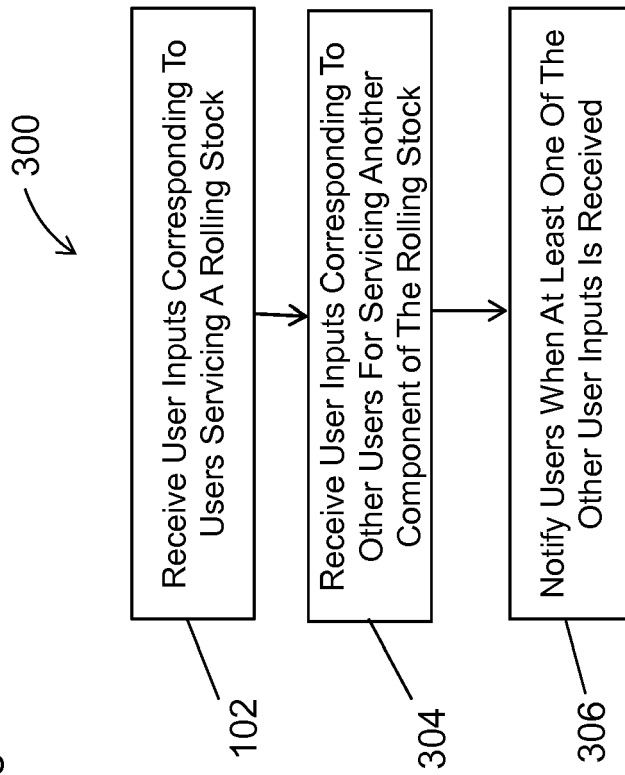 300
Receive User Inputs Corresponding To
Users Servicing A Rolling Stock
102
Receive User Inputs Corresponding To
Other Users For Servicing Another
Component of The Rolling Stock
304
Notify Users When At Least One Of The
Other User Inputs Is Received
306